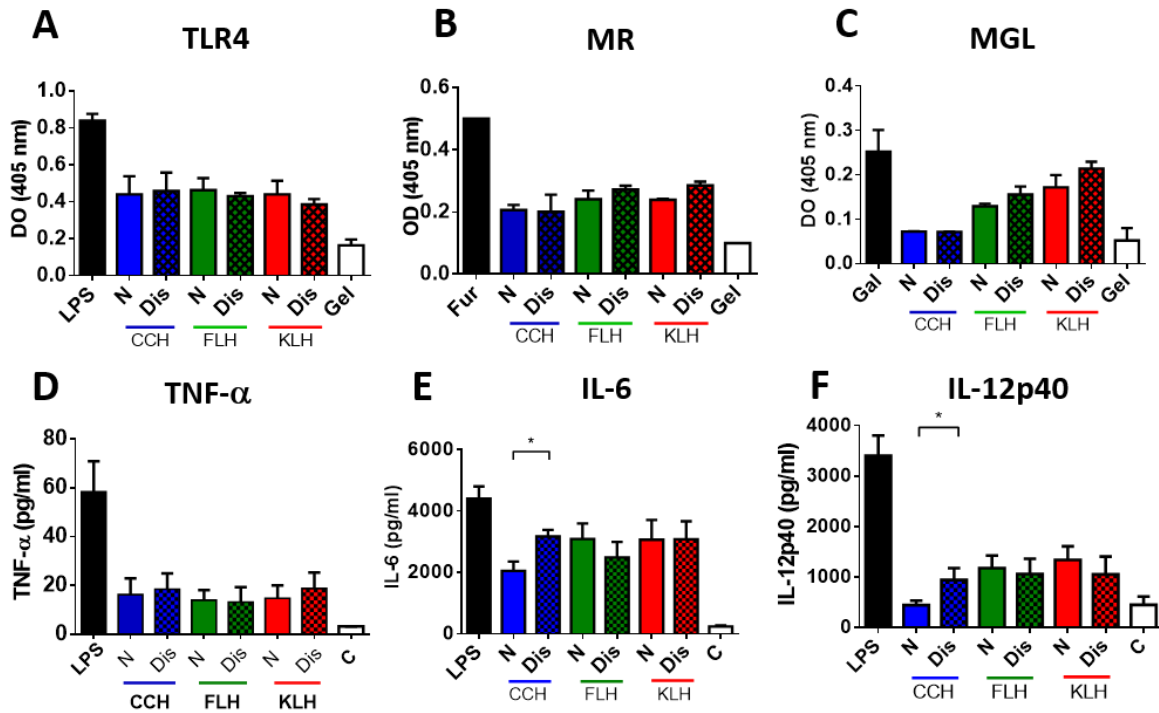 A
TLR4
DO (405 nm)
1.0
0.8
0.6
0.4
0.2
0.0
LPS N Dis N Dis N Dis Gel
CCH FLH KLH
B
MR
OD (405 nm)
0.6
0.4
0.2
0.0
Fur N Dis N Dis N Dis Gel
CCH FLH KLH
C
MGL
DO (405 nm)
0.4
0.3
0.2
0.1
0.0
Gal N Dis N Dis N Dis Gel
CCH FLH KLH
D
TNF-α
TNF-α (pg/ml)
80
60
40
20
0
LPS N Dis N Dis N Dis C
CCH FLH KLH
E
IL-6
IL-6 (pg/ml)
6000
4000
2000
0
*
LPS N Dis N Dis N Dis C
CCH FLH KLH
F
IL-12p40
IL-12p40 (pg/ml)
4000
3000
2000
1000
0
*
LPS N Dis N Dis N Dis C
CCH FLH KLH